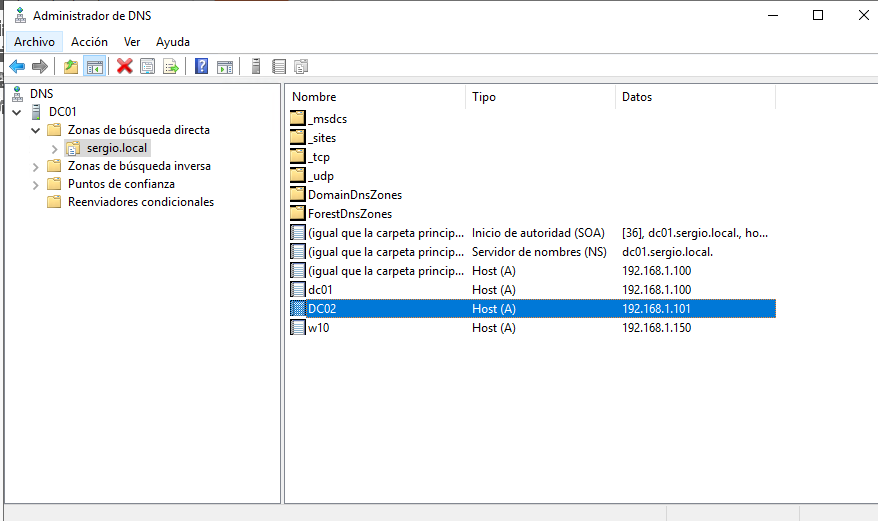 Administrador de DNS
Archivo Acción Ver Ayuda
DNS
DC01
Zonas de búsqueda directa
sergio.local
Zonas de búsqueda inversa
Puntos de confianza
Reenviadores condicionales
Nombre Tipo Datos
_msdcs
_sites
_tcp
_udp
DomainDnsZones
ForestDnsZones
(igual que la carpeta princip... Inicio de autoridad (SOA) [36], dc01.sergio.local., ho...
(igual que la carpeta princip... Servidor de nombres (NS) dc01.sergio.local.
(igual que la carpeta princip... Host (A) 192.168.1.100
dc01 Host (A) 192.168.1.100
DC02 Host (A) 192.168.1.101
w10 Host (A) 192.168.1.150